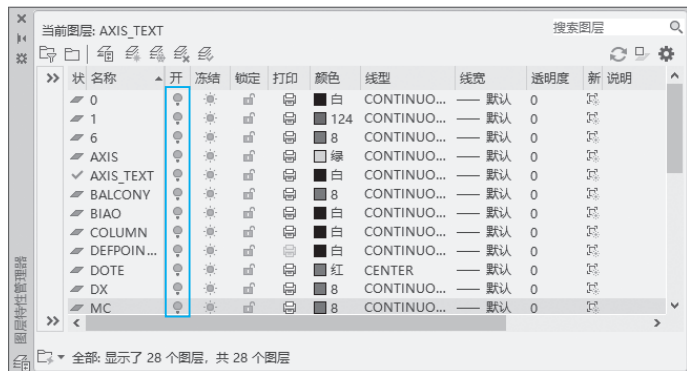 当前图层: AXIS_TEXT
搜索图层
状 名称 开 冻结 锁定 打印 颜色 线型 线宽 透明度 新 说明
0 白 CONTINUO... 默认 0
1 124 CONTINUO... 默认 0
6 8 CONTINUO... 默认 0
AXIS 绿 CONTINUO... 默认 0
AXIS_TEXT 白 CONTINUO... 默认 0
BALCONY 8 CONTINUO... 默认 0
BIAO 白 CONTINUO... 默认 0
COLUMN 白 CONTINUO... 默认 0
DEFPOIN... 白 CONTINUO... 默认 0
DOTE 红 CENTER 默认 0
DX 8 CONTINUO... 默认 0
MC 8 CONTINUO... 默认 0
图层特性管理器
全部: 显示了 28 个图层, 共 28 个图层